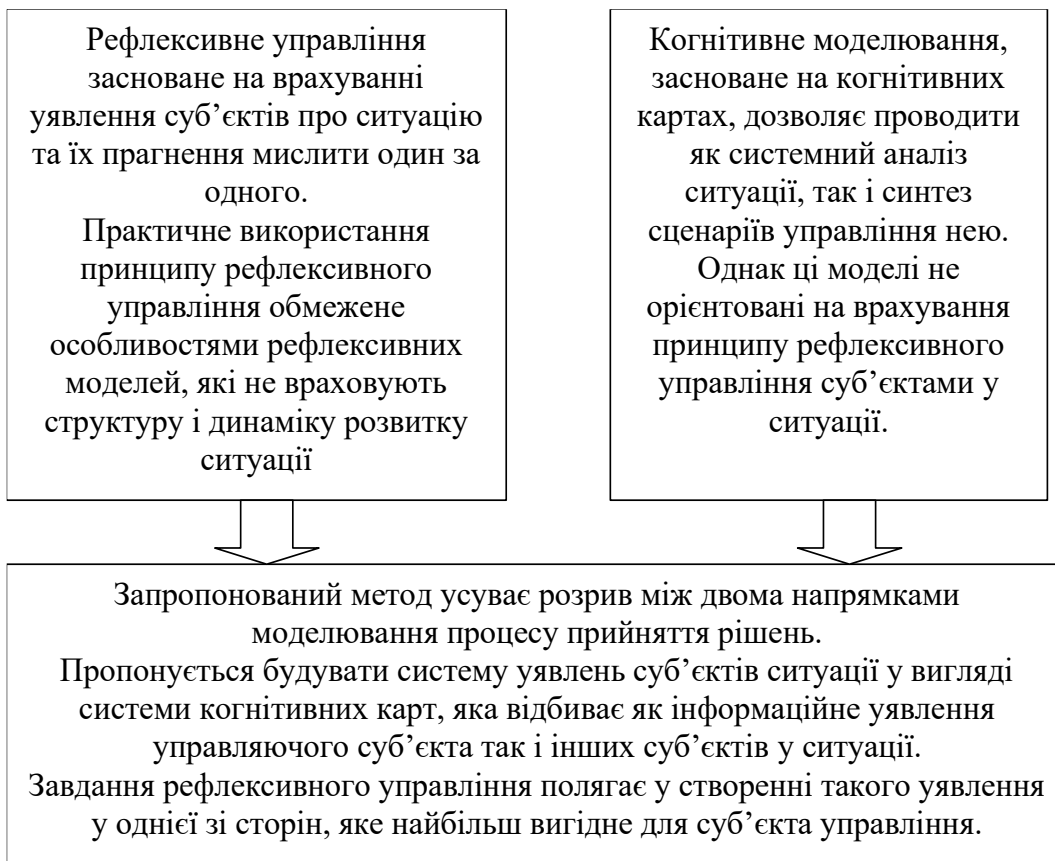 Рефлексивне управління
засноване на врахуванні
уявлення суб’єктів про ситуацію
та їх прагнення мислити один за
одного.
Практичне використання
принципу рефлексивного
управління обмежене
особливостями рефлексивних
моделей, які не враховують
структуру і динаміку розвитку
ситуації
Когнітивне моделювання,
засноване на когнітивних
картах, дозволяє проводити
як системний аналіз
ситуації, так і синтез
сценаріїв управління нею.
Однак ці моделі не
орієнтовані на врахування
принципу рефлексивного
управління суб’єктами у
ситуації.
Запропонований метод усуває розрив між двома напрямками
моделювання процесу прийняття рішень.
Пропонується будувати систему уявлень суб’єктів ситуації у вигляді
системи когнітивних карт, яка відбиває як інформаційне уявлення
управляючого суб’єкта так і інших суб’єктів у ситуації.
Завдання рефлексивного управління полягає у створенні такого уявлення
у однієї зі сторін, яке найбільш вигідне для суб’єкта управління.